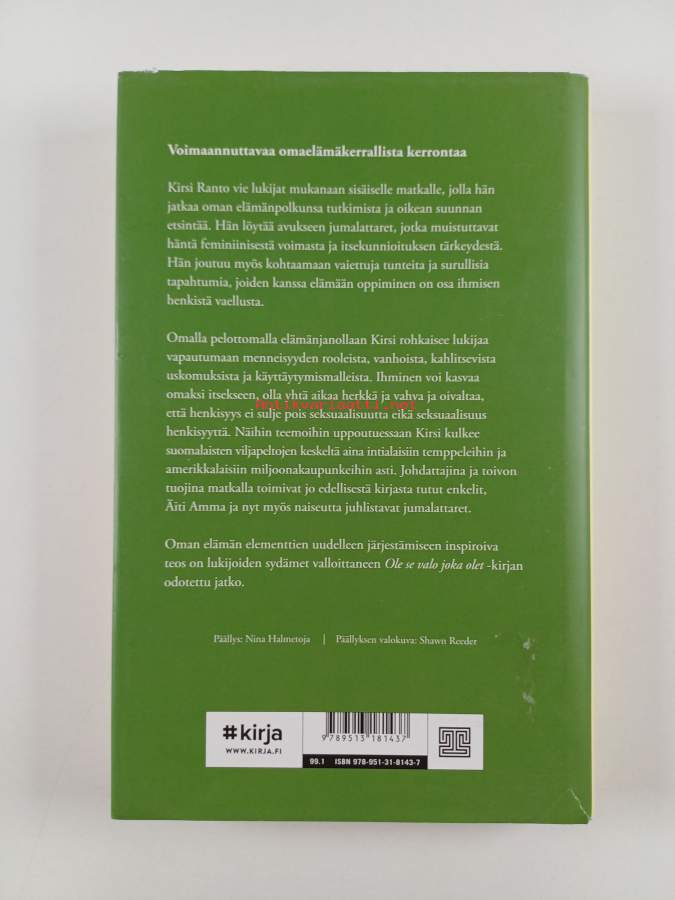 Voimaannuttavaa omaelämäkerrallista kerrontaa
Kirsi Ranto vie lukijat mukanaan sisäiselle matkalle, jolla hän
jatkaa oman elämänpolkunsa tutkimista ja oikean suunnan
etsintää. Hän löytää avukseen jumalattaret, jotka muistuttavat
häntä feminiinisestä voimasta ja itsekunnioituksen tärkeydestä.
Hän joutuu myös kohtaamaan vaiettuja tunteita ja surullisia
tapahtumia, joiden kanssa elämään oppiminen on osa ihmisen
henkistä vaellusta.
Omalla pelottomalla elämänjanollaan Kirsi rohkaisee lukijaa
vapautumaan menneisyyden rooleista, vanhoista, kahlitsevista
uskomuksista ja käyttäytymismalleista. Ihminen voi kasvaa
omaksi itsekseen, olla yhtä aikaa herkkä ja vahva ja oivaltaa,
Antikvariaatti.net
että henkisyys ei sulje pois seksuaalisuutta eikä seksuaalisuus
henkisyyttä. Näihin teemoihin uppoutuessaan Kirsi kulkee
suomalaisten viljapeltojen keskeltä aina intialaisiin temppeleihin ja
amerikkalaisiin miljoonakaupunkeihin asti. Johdattajina ja toivon
tuojina matkalla toimivat jo edellisestä kirjasta tutut enkelit,
Äiti Amma ja nyt myös naiseutta juhlistavat jumalattaret.
Oman elämän elementtien uudelleen järjestämiseen inspiroiva
teos on lukijoiden sydämet valloittaneen Ole se valo joka olet -kirjan
odotettu jatko.
Päällys: Nina Halmetoja | Päällyksen valokuva: Shawn Reeder
#kirja
WWW.KIRJA.FI
9789513181437
99.1 ISBN 978-951-31-8143-7